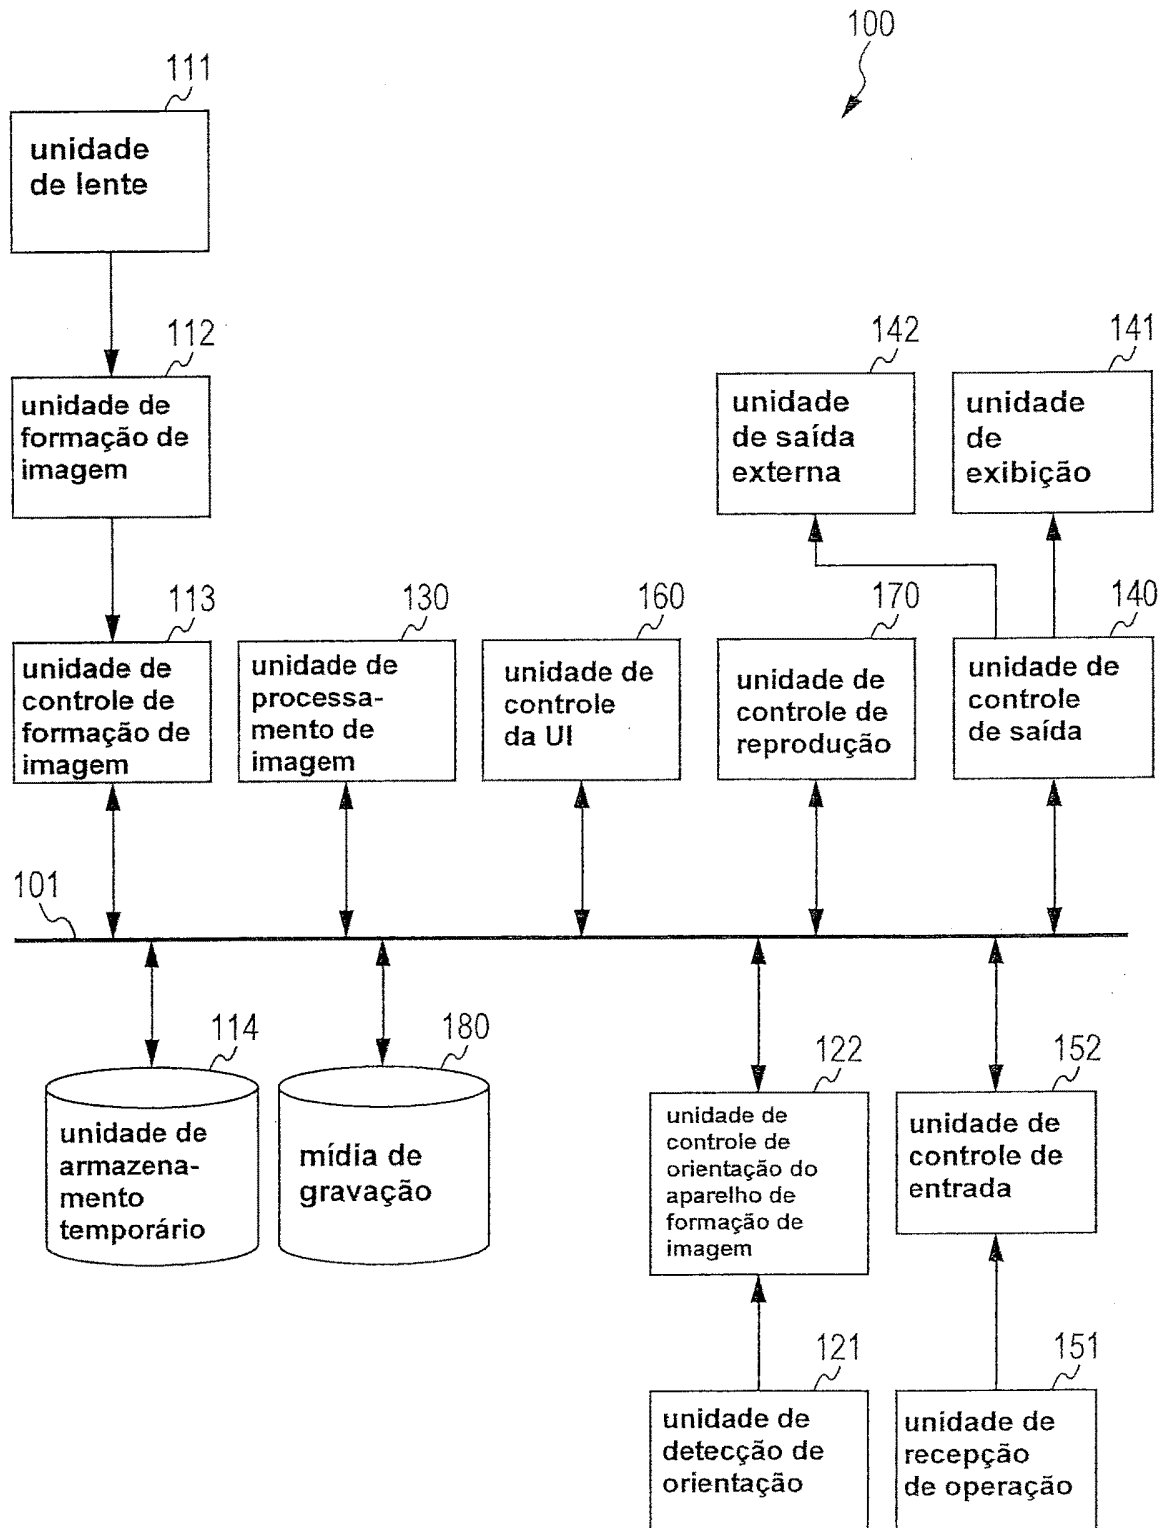 100
111
unidade
de lente
112
unidade de
formação de
imagem
142
unidade
de saída
externa
141
unidade
de
exibição
113
unidade de
controle de
formação de
imagem
130
unidade de
processa-
mento de
imagem
160
unidade de
controle
da UI
170
unidade de
controle de
reprodução
140
unidade de
controle
de saída
101
114
unidade de
armazena-
mento
temporário
180
mídia de
gravação
122
unidade de
controle de
orientação do
aparelho de
formação de
imagem
152
unidade de
controle de
entrada
121
unidade de
detecção de
orientação
151
unidade de
recepção
de operação